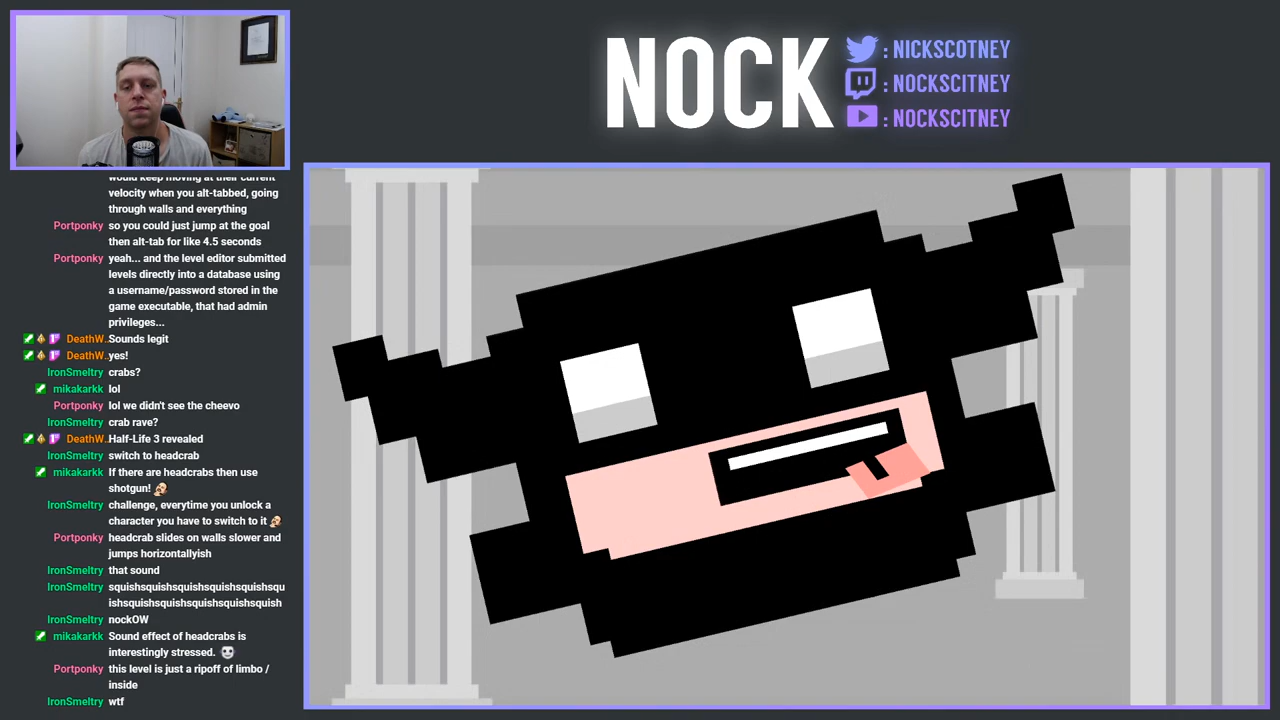 NOCK
: NICKSCOTNEY
: NOCKSCITNEY
: NOCKSCITNEY
would keep moving at their current
velocity when you alt-tabbed, going
through walls and everything
Portponky so you could just jump at the goal
then alt-tab for like 4.5 seconds
Portponky yeah... and the level editor submitted
levels directly into a database using
a username/password stored in the
game executable, that had admin
privileges...
DeathW.. Sounds legit
DeathW.. yes!
IronSmeltry crabs?
mikakarkk lol
Portponky lol we didn't see the cheevo
IronSmeltry crab rave?
DeathW.. Half-Life 3 revealed
IronSmeltry switch to headcrab
mikakarkk If there are headcrabs then use
shotgun!
IronSmeltry challenge, everytime you unlock a
character you have to switch to it
Portponky headcrab slides on walls slower and
jumps horizontallyish
IronSmeltry that sound
IronSmeltry squishsquishsquishsquishsquishsqu
ishsquishsquishsquishsquishsquish
IronSmeltry nockOW
mikakarkk Sound effect of headcrabs is
interestingly stressed.
Portponky this level is just a ripoff of limbo /
inside
IronSmeltry wtf